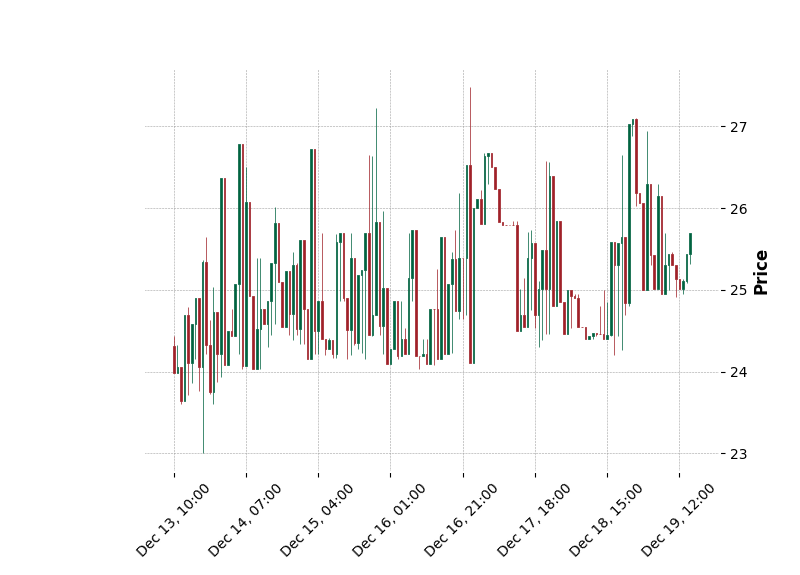 27
26
25
24
23
Price
Dec 13, 10:00
Dec 14, 07:00
Dec 15, 04:00
Dec 16, 01:00
Dec 16, 21:00
Dec 17, 18:00
Dec 18, 15:00
Dec 19, 12:00